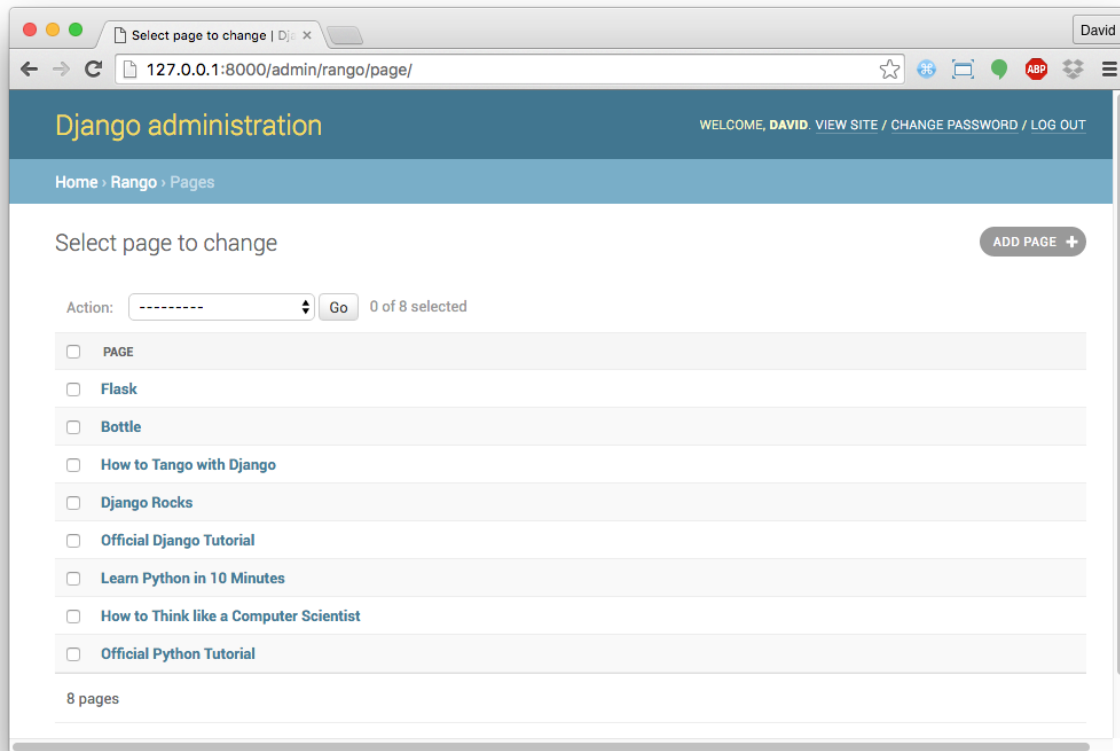 Select page to change | Dja
David
127.0.0.1:8000/admin/rango/page/
ABP
Django administration
WELCOME, DAVID. VIEW SITE / CHANGE PASSWORD / LOG OUT
Home › Rango › Pages
Select page to change
ADD PAGE +
Action: --------- Go 0 of 8 selected
PAGE
Flask
Bottle
How to Tango with Django
Django Rocks
Official Django Tutorial
Learn Python in 10 Minutes
How to Think like a Computer Scientist
Official Python Tutorial
8 pages